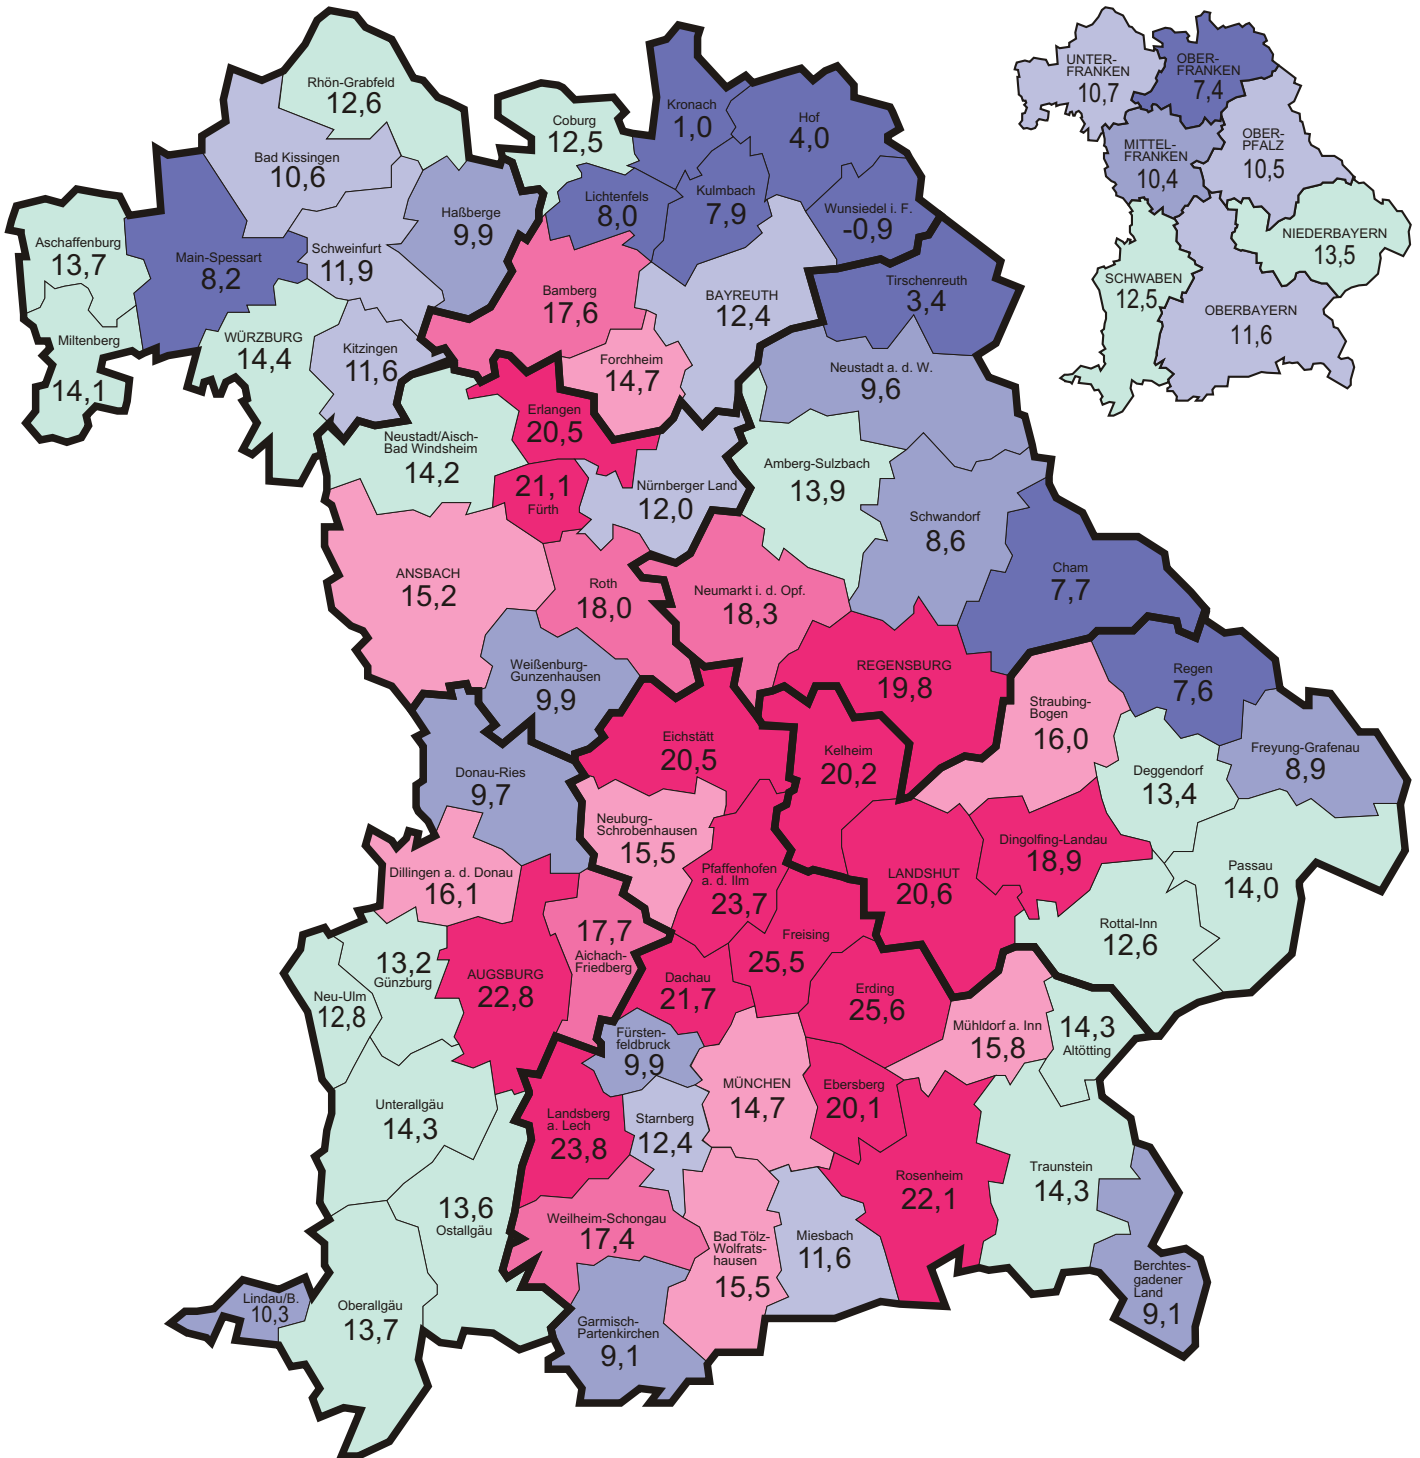 Rhön-Grabfeld
12,6
Coburg
12,5
Kronach
1,0
Hof
4,0
Bad Kissingen
10,6
Lichtenfels
8,0
Kulmbach
7,9
Wunsiedel i. F.
-0,9
Haßberge
9,9
Aschaffenburg
13,7
Main-Spessart
8,2
Schweinfurt
11,9
Bamberg
17,6
BAYREUTH
12,4
Tirschenreuth
3,4
Miltenberg
14,1
WÜRZBURG
14,4
Kitzingen
11,6
Forchheim
14,7
Neustadt a. d. W.
9,6
Erlangen
20,5
Neustadt/Aisch-
Bad Windsheim
14,2
21,1
Fürth
Nürnberger Land
12,0
Amberg-Sulzbach
13,9
Schwandorf
8,6
Cham
7,7
ANSBACH
15,2
Roth
18,0
Neumarkt i. d. Opf.
18,3
Weißenburg-
Gunzenhausen
9,9
REGENSBURG
19,8
Regen
7,6
Straubing-
Bogen
16,0
Freyung-Grafenau
8,9
Eichstätt
20,5
Kelheim
20,2
Deggendorf
13,4
Donau-Ries
9,7
Neuburg-
Schrobenhausen
15,5
Dingolfing-Landau
18,9
Pfaffenhofen
a. d. Ilm
23,7
LANDSHUT
20,6
Passau
14,0
Dillingen a. d. Donau
16,1
Rottal-Inn
12,6
17,7
Aichach-
Friedberg
Freising
25,5
13,2
Günzburg
AUGSBURG
22,8
Dachau
21,7
Erding
25,6
Neu-Ulm
12,8
Mühldorf a. Inn
15,8
14,3
Altötting
Fürsten-
feldbruck
9,9
MÜNCHEN
14,7
Ebersberg
20,1
Unterallgäu
14,3
Landsberg
a. Lech
23,8
Starnberg
12,4
Rosenheim
22,1
Traunstein
14,3
13,6
Ostallgäu
Weilheim-Schongau
17,4
Bad Tölz-
Wolfrats-
hausen
15,5
Miesbach
11,6
Berchtes-
gadener
Land
9,1
Lindau/B.
10,3
Oberallgäu
13,7
Garmisch-
Partenkirchen
9,1
UNTER-
FRANKEN
10,7
OBER-
FRANKEN
7,4
MITTEL-
FRANKEN
10,4
OBER-
PFALZ
10,5
NIEDERBAYERN
13,5
SCHWABEN
12,5
OBERBAYERN
11,6